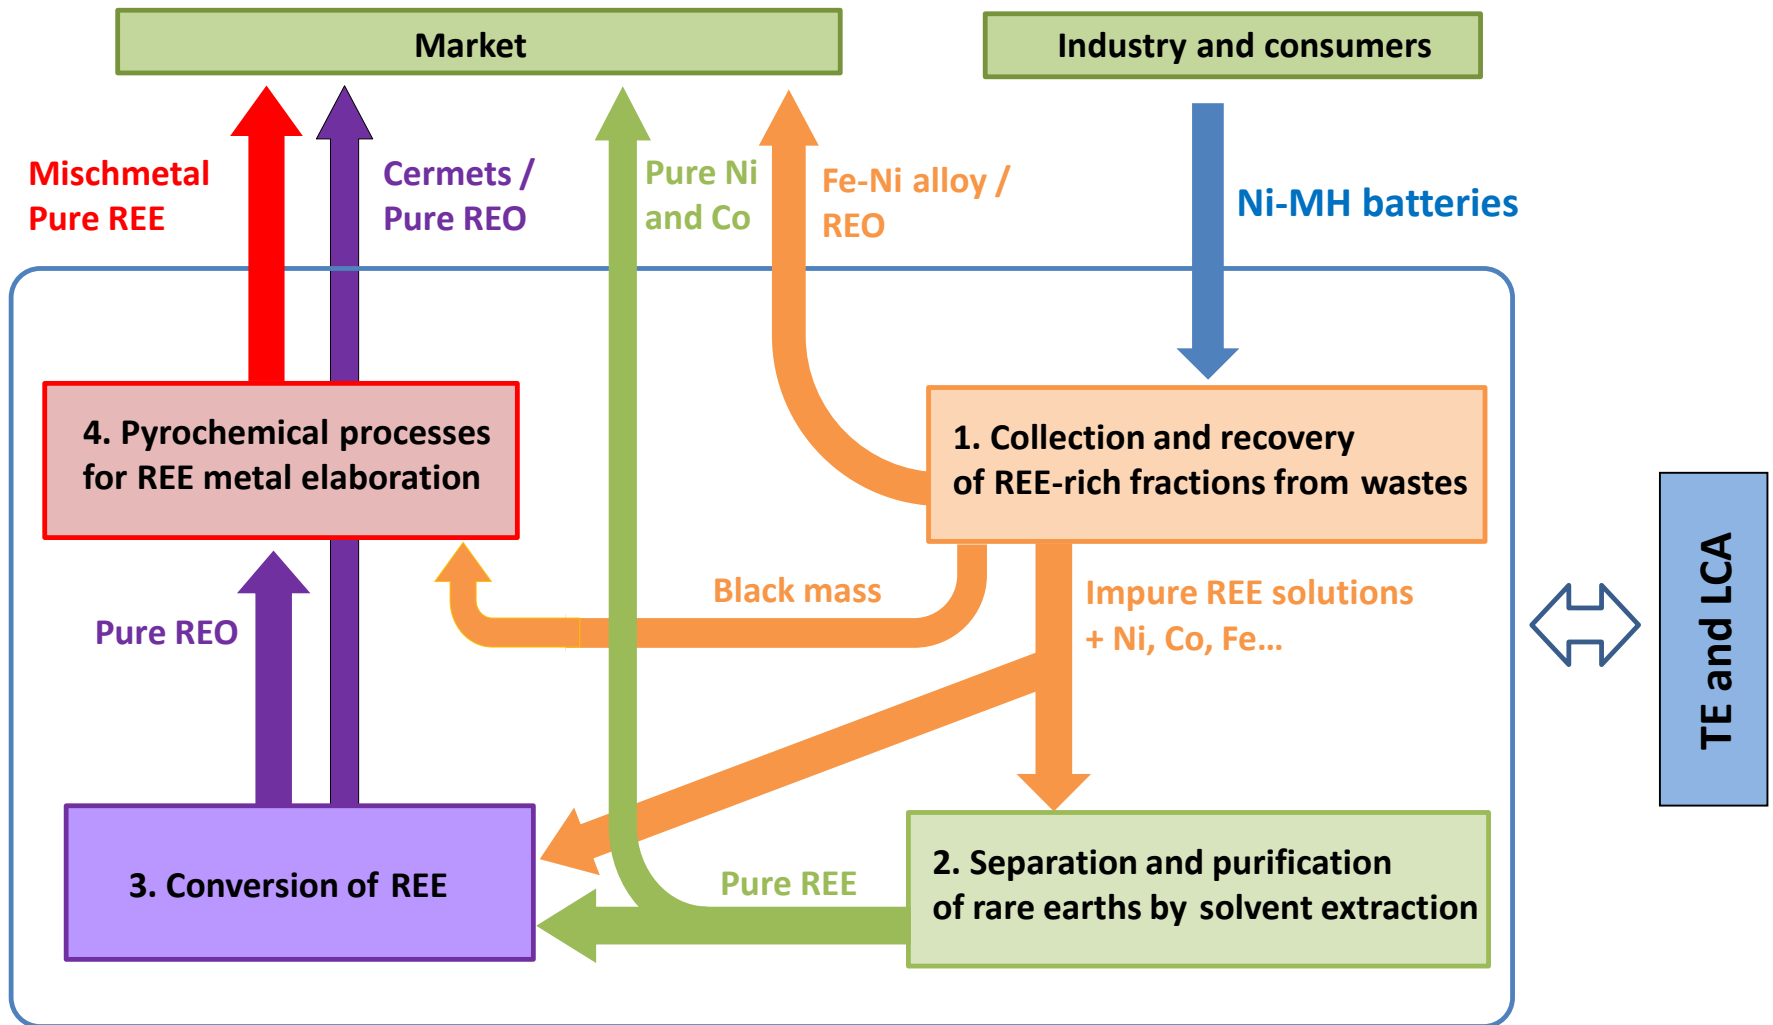 Market
Industry and consumers
Mischmetal
Pure REE
Cermets /
Pure REO
Pure Ni
and Co
Fe-Ni alloy /
REO
Ni-MH batteries
4. Pyrochemical processes
for REE metal elaboration
1. Collection and recovery
of REE-rich fractions from wastes
Black mass
Impure REE solutions
+ Ni, Co, Fe...
Pure REO
TE and LCA
3. Conversion of REE
Pure REE
2. Separation and purification
of rare earths by solvent extraction